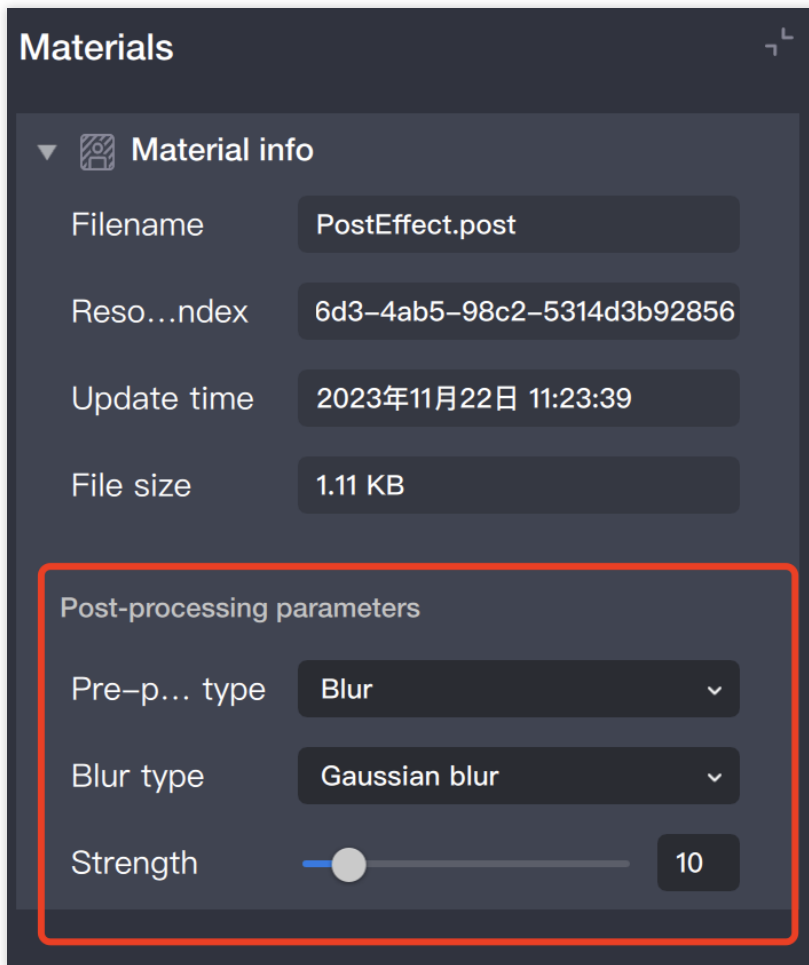 Materials
Material info
Filename PostEffect.post
Reso...ndex 6d3-4ab5-98c2-5314d3b92856
Update time 2023年11月22日 11:23:39
File size 1.11 KB
Post-processing parameters
Pre-p... type Blur
Blur type Gaussian blur
Strength 10